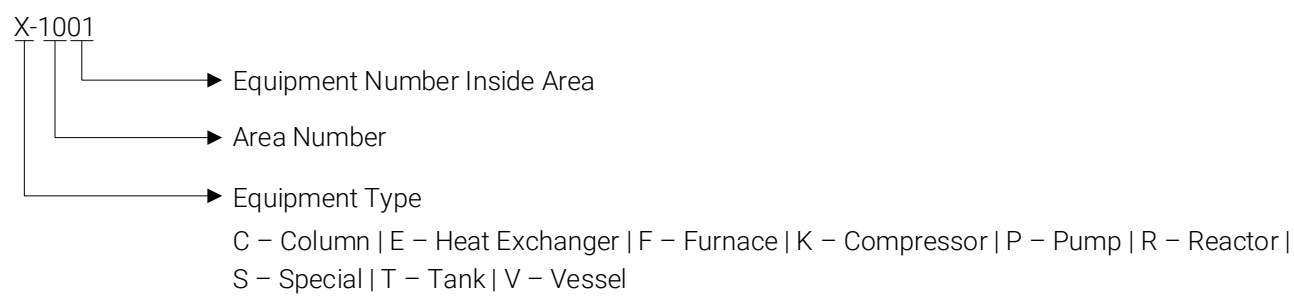 X-1001
Equipment Number Inside Area
Area Number
Equipment Type
C – Column | E – Heat Exchanger | F – Furnace | K – Compressor | P – Pump | R – Reactor |
S – Special | T – Tank | V – Vessel